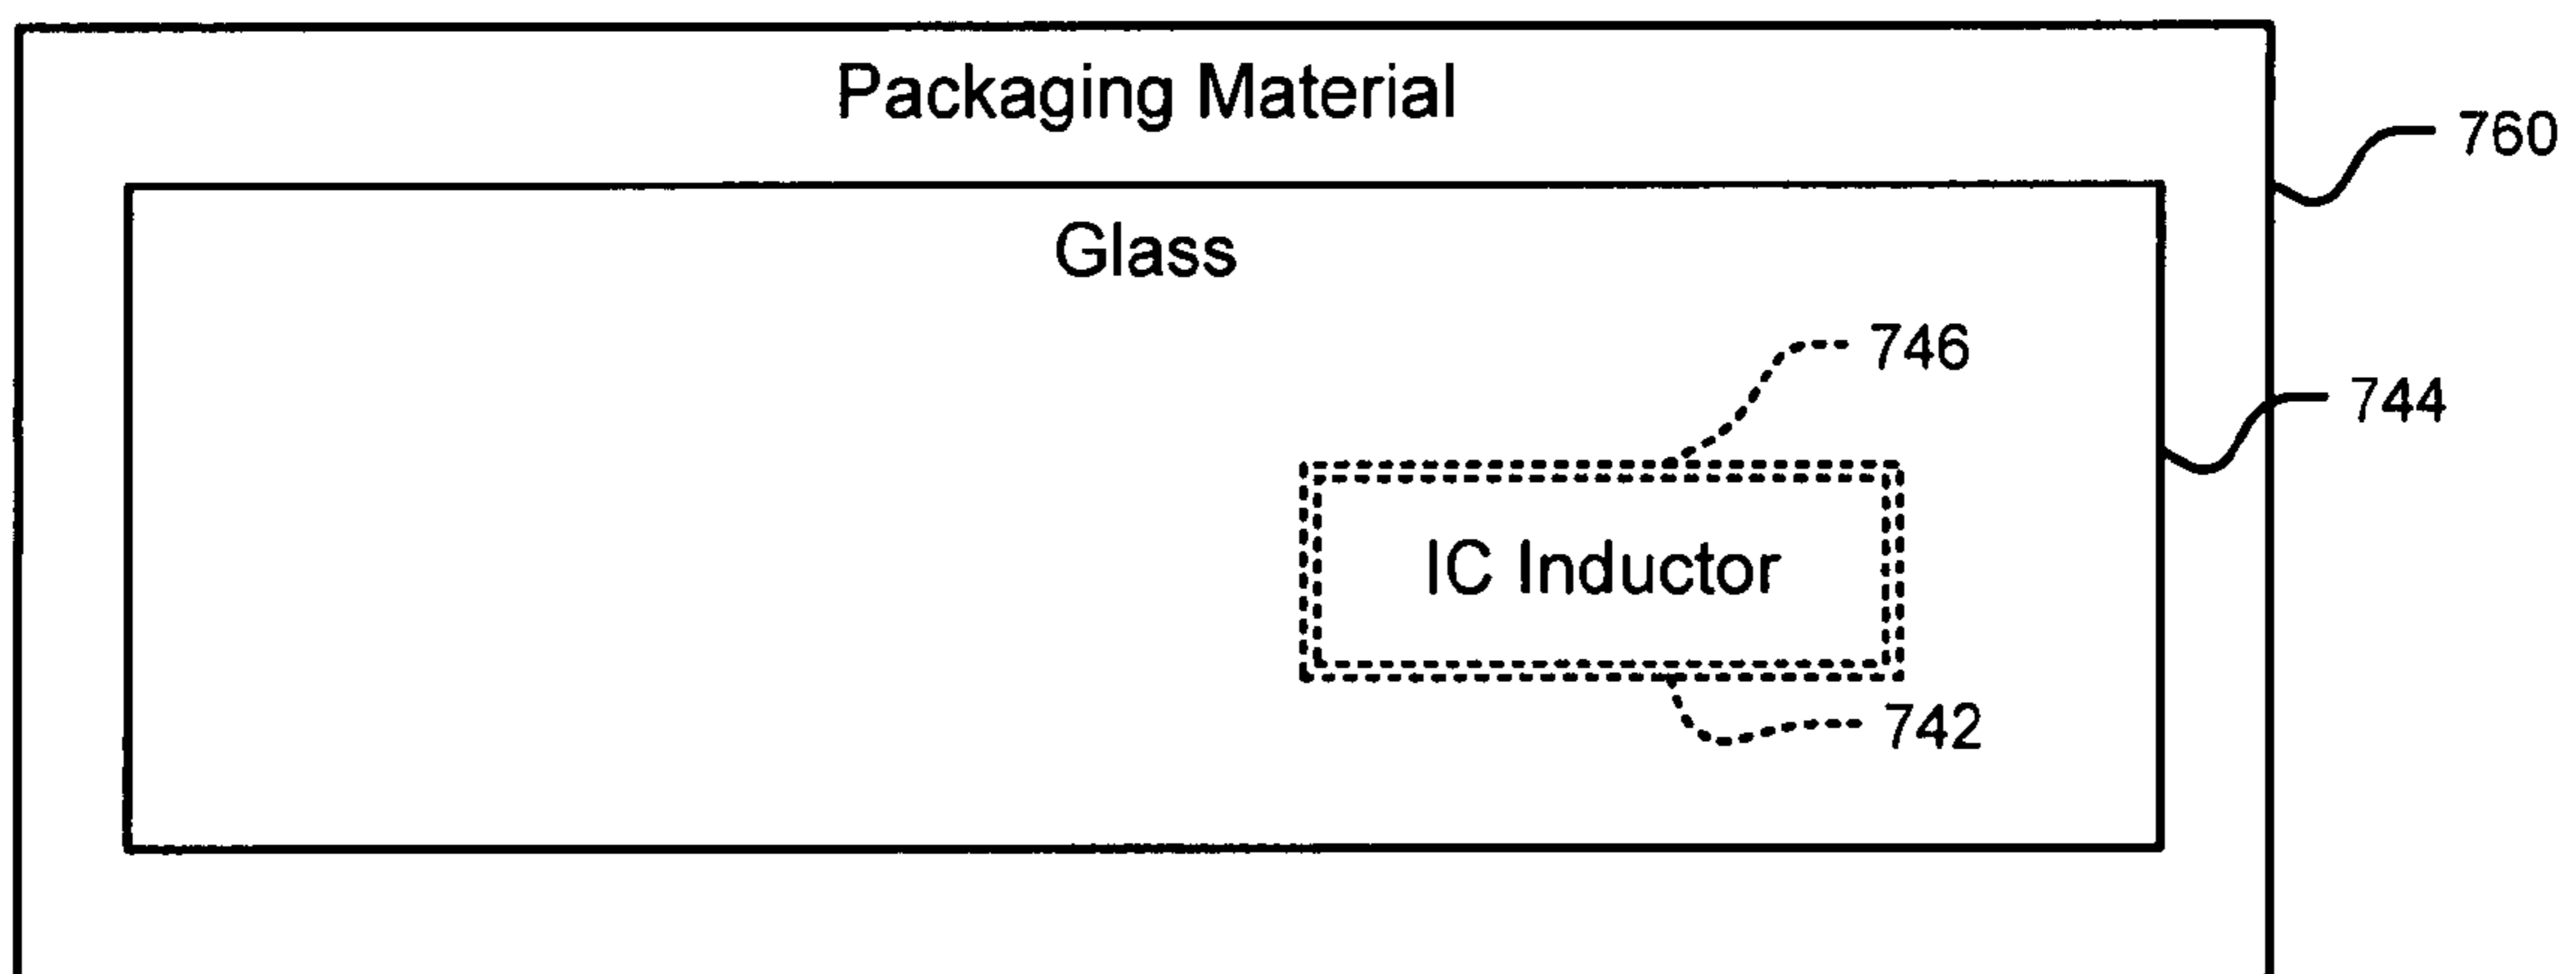 Packaging Material
760
Glass
746
744
IC Inductor
742